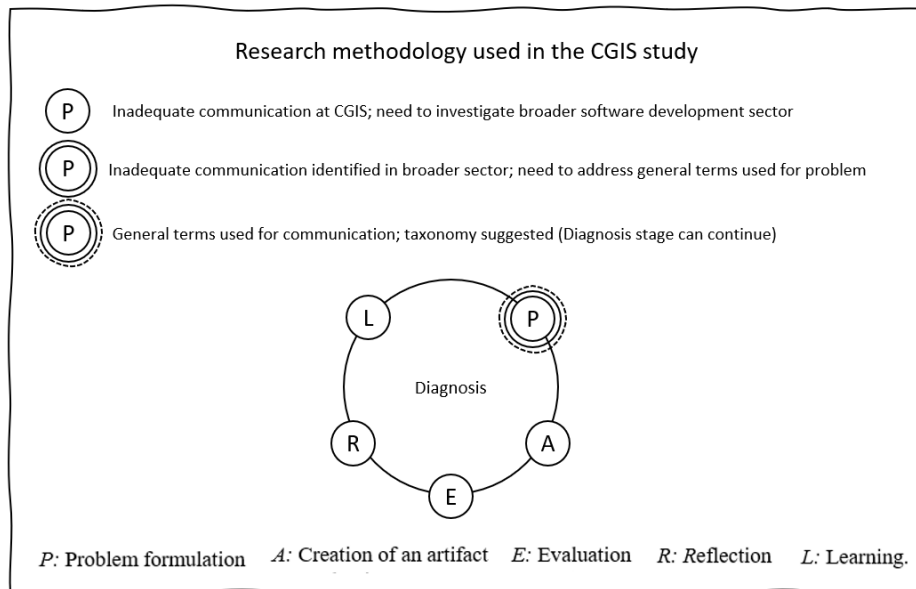 Research methodology used in the CGIS study
P Inadequate communication at CGIS; need to investigate broader software development sector
P Inadequate communication identified in broader sector; need to address general terms used for problem
P General terms used for communication; taxonomy suggested (Diagnosis stage can continue)
L P
Diagnosis
R A
E
P: Problem formulation A: Creation of an artifact E: Evaluation R: Reflection L: Learning.